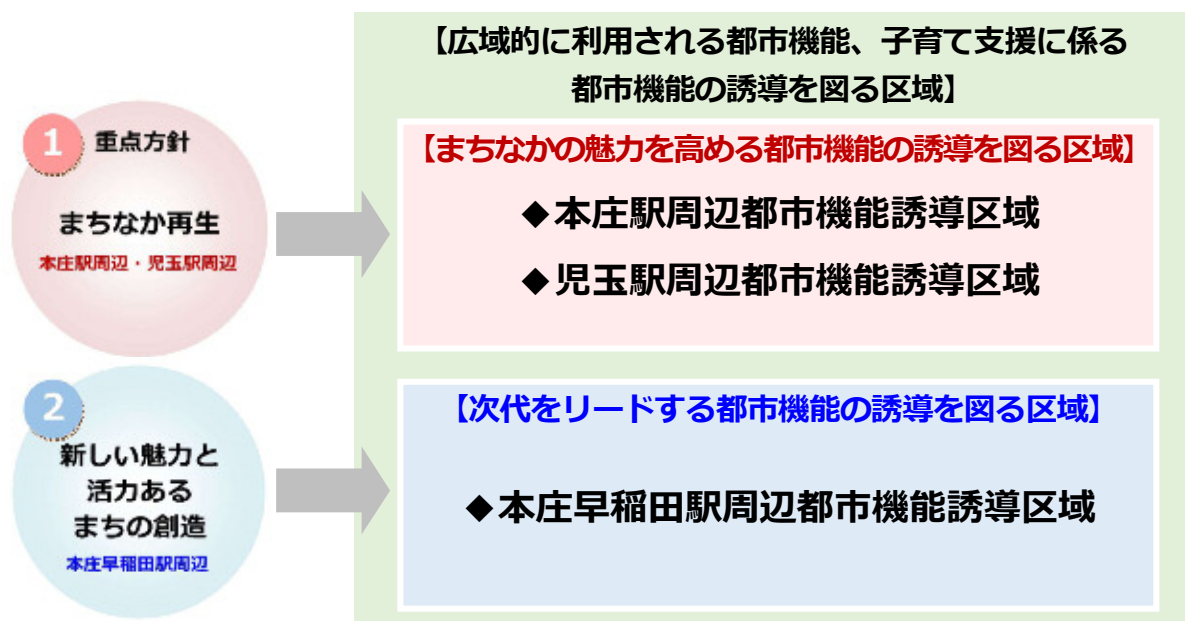 1
重点方針
まちなか再生
本庄駅周辺・児玉駅周辺
2
新しい魅力と
活力ある
まちの創造
本庄早稲田駅周辺
【広域的に利用される都市機能、子育て支援に係る
都市機能の誘導を図る区域】
【まちなかの魅力を高める都市機能の誘導を図る区域】
◆本庄駅周辺都市機能誘導区域
◆児玉駅周辺都市機能誘導区域
【次代をリードする都市機能の誘導を図る区域】
◆本庄早稲田駅周辺都市機能誘導区域